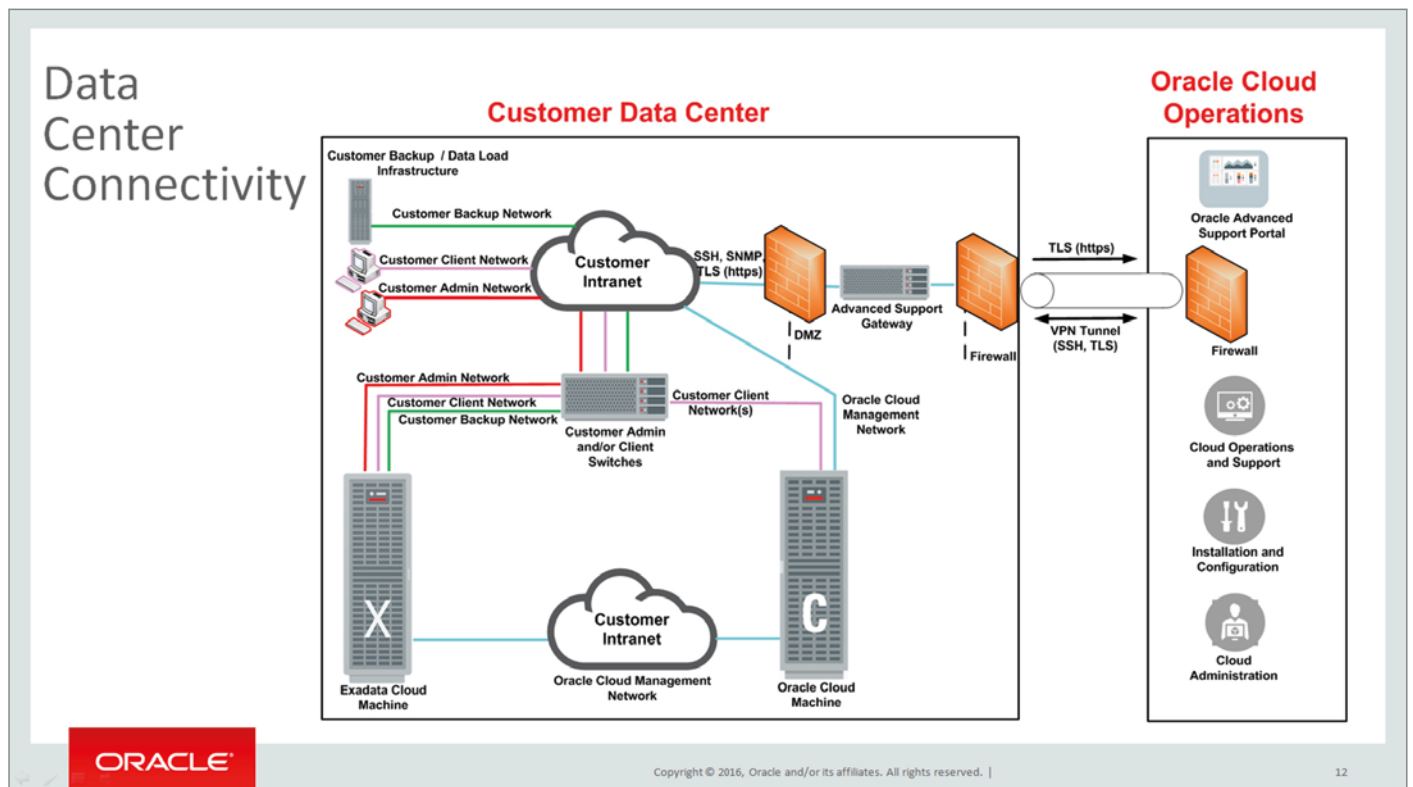 Data
Center
Connectivity
Customer Data Center
Oracle Cloud
Operations
Customer Backup / Data Load
Infrastructure
Customer Backup Network
Customer Client Network
Customer Admin Network
Customer
Intranet
SSH, SNMP,
TLS (https)
DMZ
Advanced Support
Gateway
Firewall
TLS (https)
VPN Tunnel
(SSH, TLS)
Oracle Advanced
Support Portal
Firewall
Cloud Operations
and Support
Installation and
Configuration
Cloud
Administration
Customer Admin Network
Customer Client Network
Customer Backup Network
Customer Admin
and/or Client
Switches
Customer Client
Network(s)
Oracle Cloud
Management
Network
X
Exadata Cloud
Machine
Customer
Intranet
Oracle Cloud Management
Network
C
Oracle Cloud
Machine
ORACLE®
Copyright © 2016, Oracle and/or its affiliates. All rights reserved. |
12